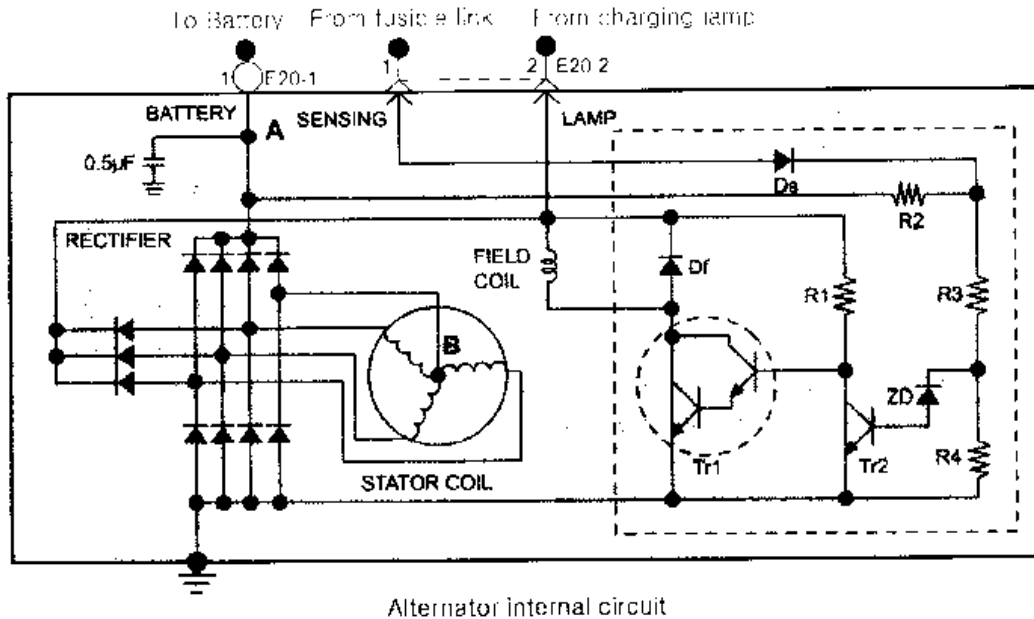 To Battery From fusible link From charging lamp
1 E20-1 1 2 E20-2
BATTERY A SENSING LAMP
0.5µF
Ds
R2
RECTIFIER
FIELD COIL
Df
R1
R3
B
ZD
Tr1
Tr2
R4
STATOR COIL
Alternator internal circuit